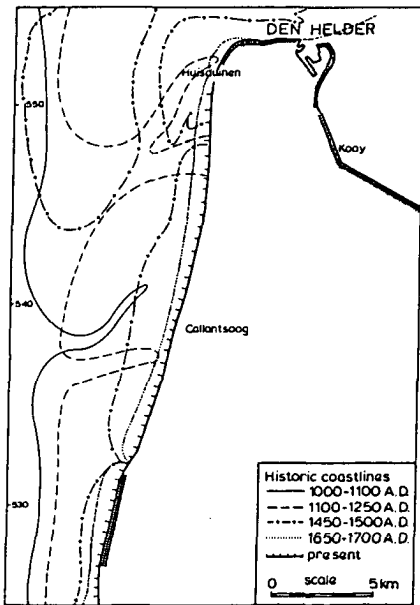 DEN HELDER
Huisduinen
550
Kooy
540
Callantsoog
530
Historic coastlines
1000-1100 A.D.
1100-1250 A.D.
1450-1500 A.D.
1650-1700 A.D.
present
0 scale 5 km